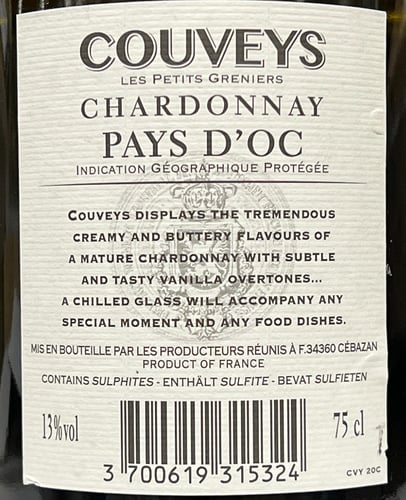 COUVEYS
LES PETITS GRENIERS
CHARDONNAY
PAYS D'OC
INDICATION GÉOGRAPHIQUE PROTÉGÉE
COUVEYS DISPLAYS THE TREMENDOUS
CREAMY AND BUTTERY FLAVOURS OF
A MATURE CHARDONNAY WITH SUBTLE
AND TASTY VANILLA OVERTONES...
A CHILLED GLASS WILL ACCOMPANY ANY
SPECIAL MOMENT AND ANY FOOD DISHES.
MIS EN BOUTEILLE PAR LES PRODUCTEURS RÉUNIS À F.34360 CÉBAZAN
PRODUCT OF FRANCE
CONTAINS SULPHITES - ENTHÄLT SULFITE - BEVAT SULFIETEN
13% vol
75 cl
3 700619 315324
CVY 20C